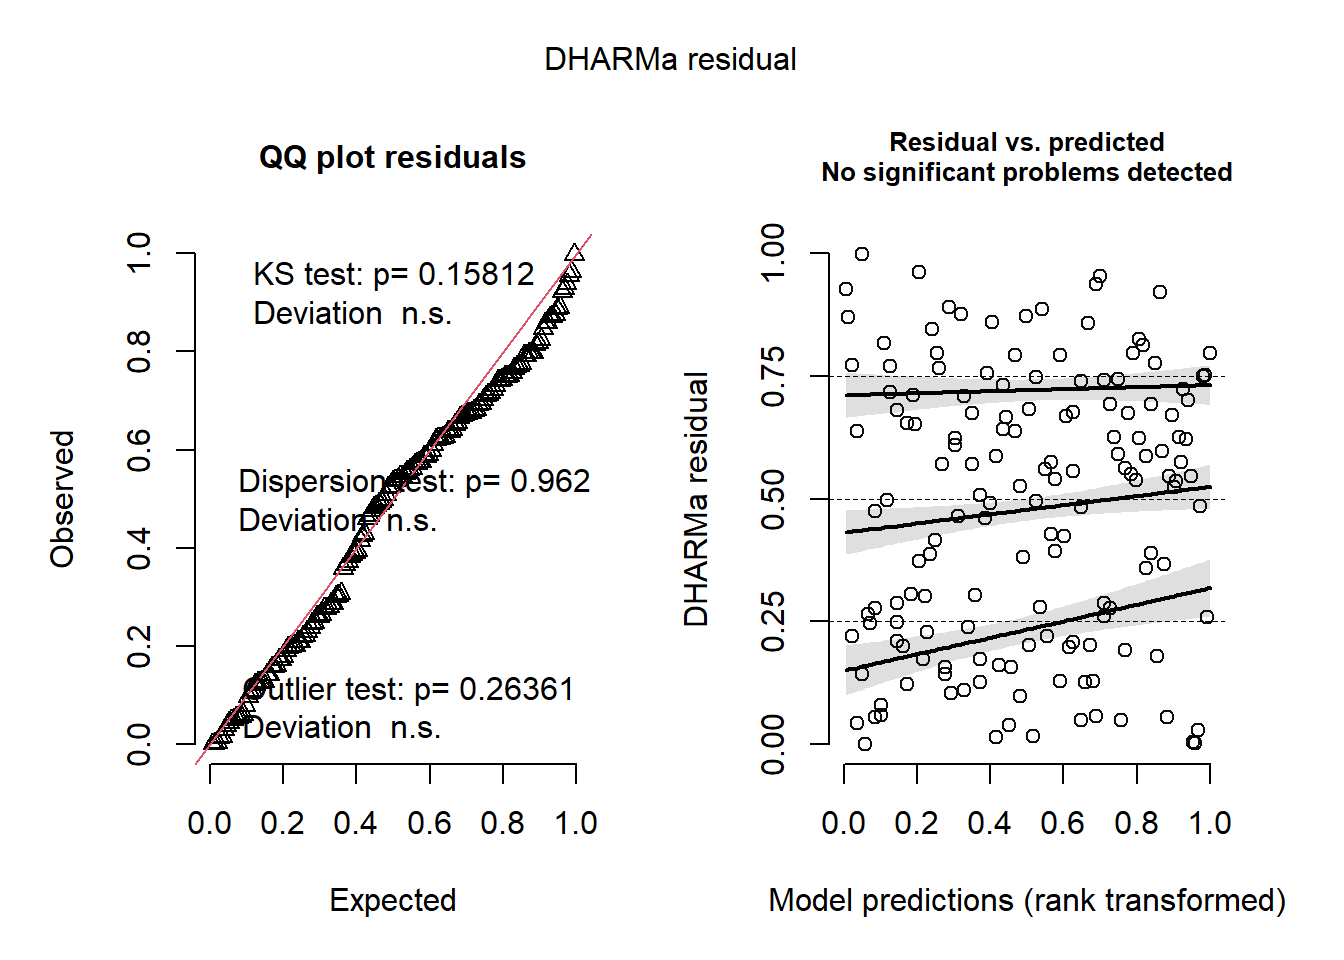 DHARMa residual
QQ plot residuals
KS test: p= 0.15812
Deviation  n.s.
Dispersion test: p= 0.962
Deviation  n.s.
Outlier test: p= 0.26361
Deviation  n.s.
Observed
0.0 0.2 0.4 0.6 0.8 1.0
0.0 0.2 0.4 0.6 0.8 1.0
Expected
Residual vs. predicted
No significant problems detected
DHARMa residual
0.00 0.25 0.50 0.75 1.00
0.0 0.2 0.4 0.6 0.8 1.0
Model predictions (rank transformed)